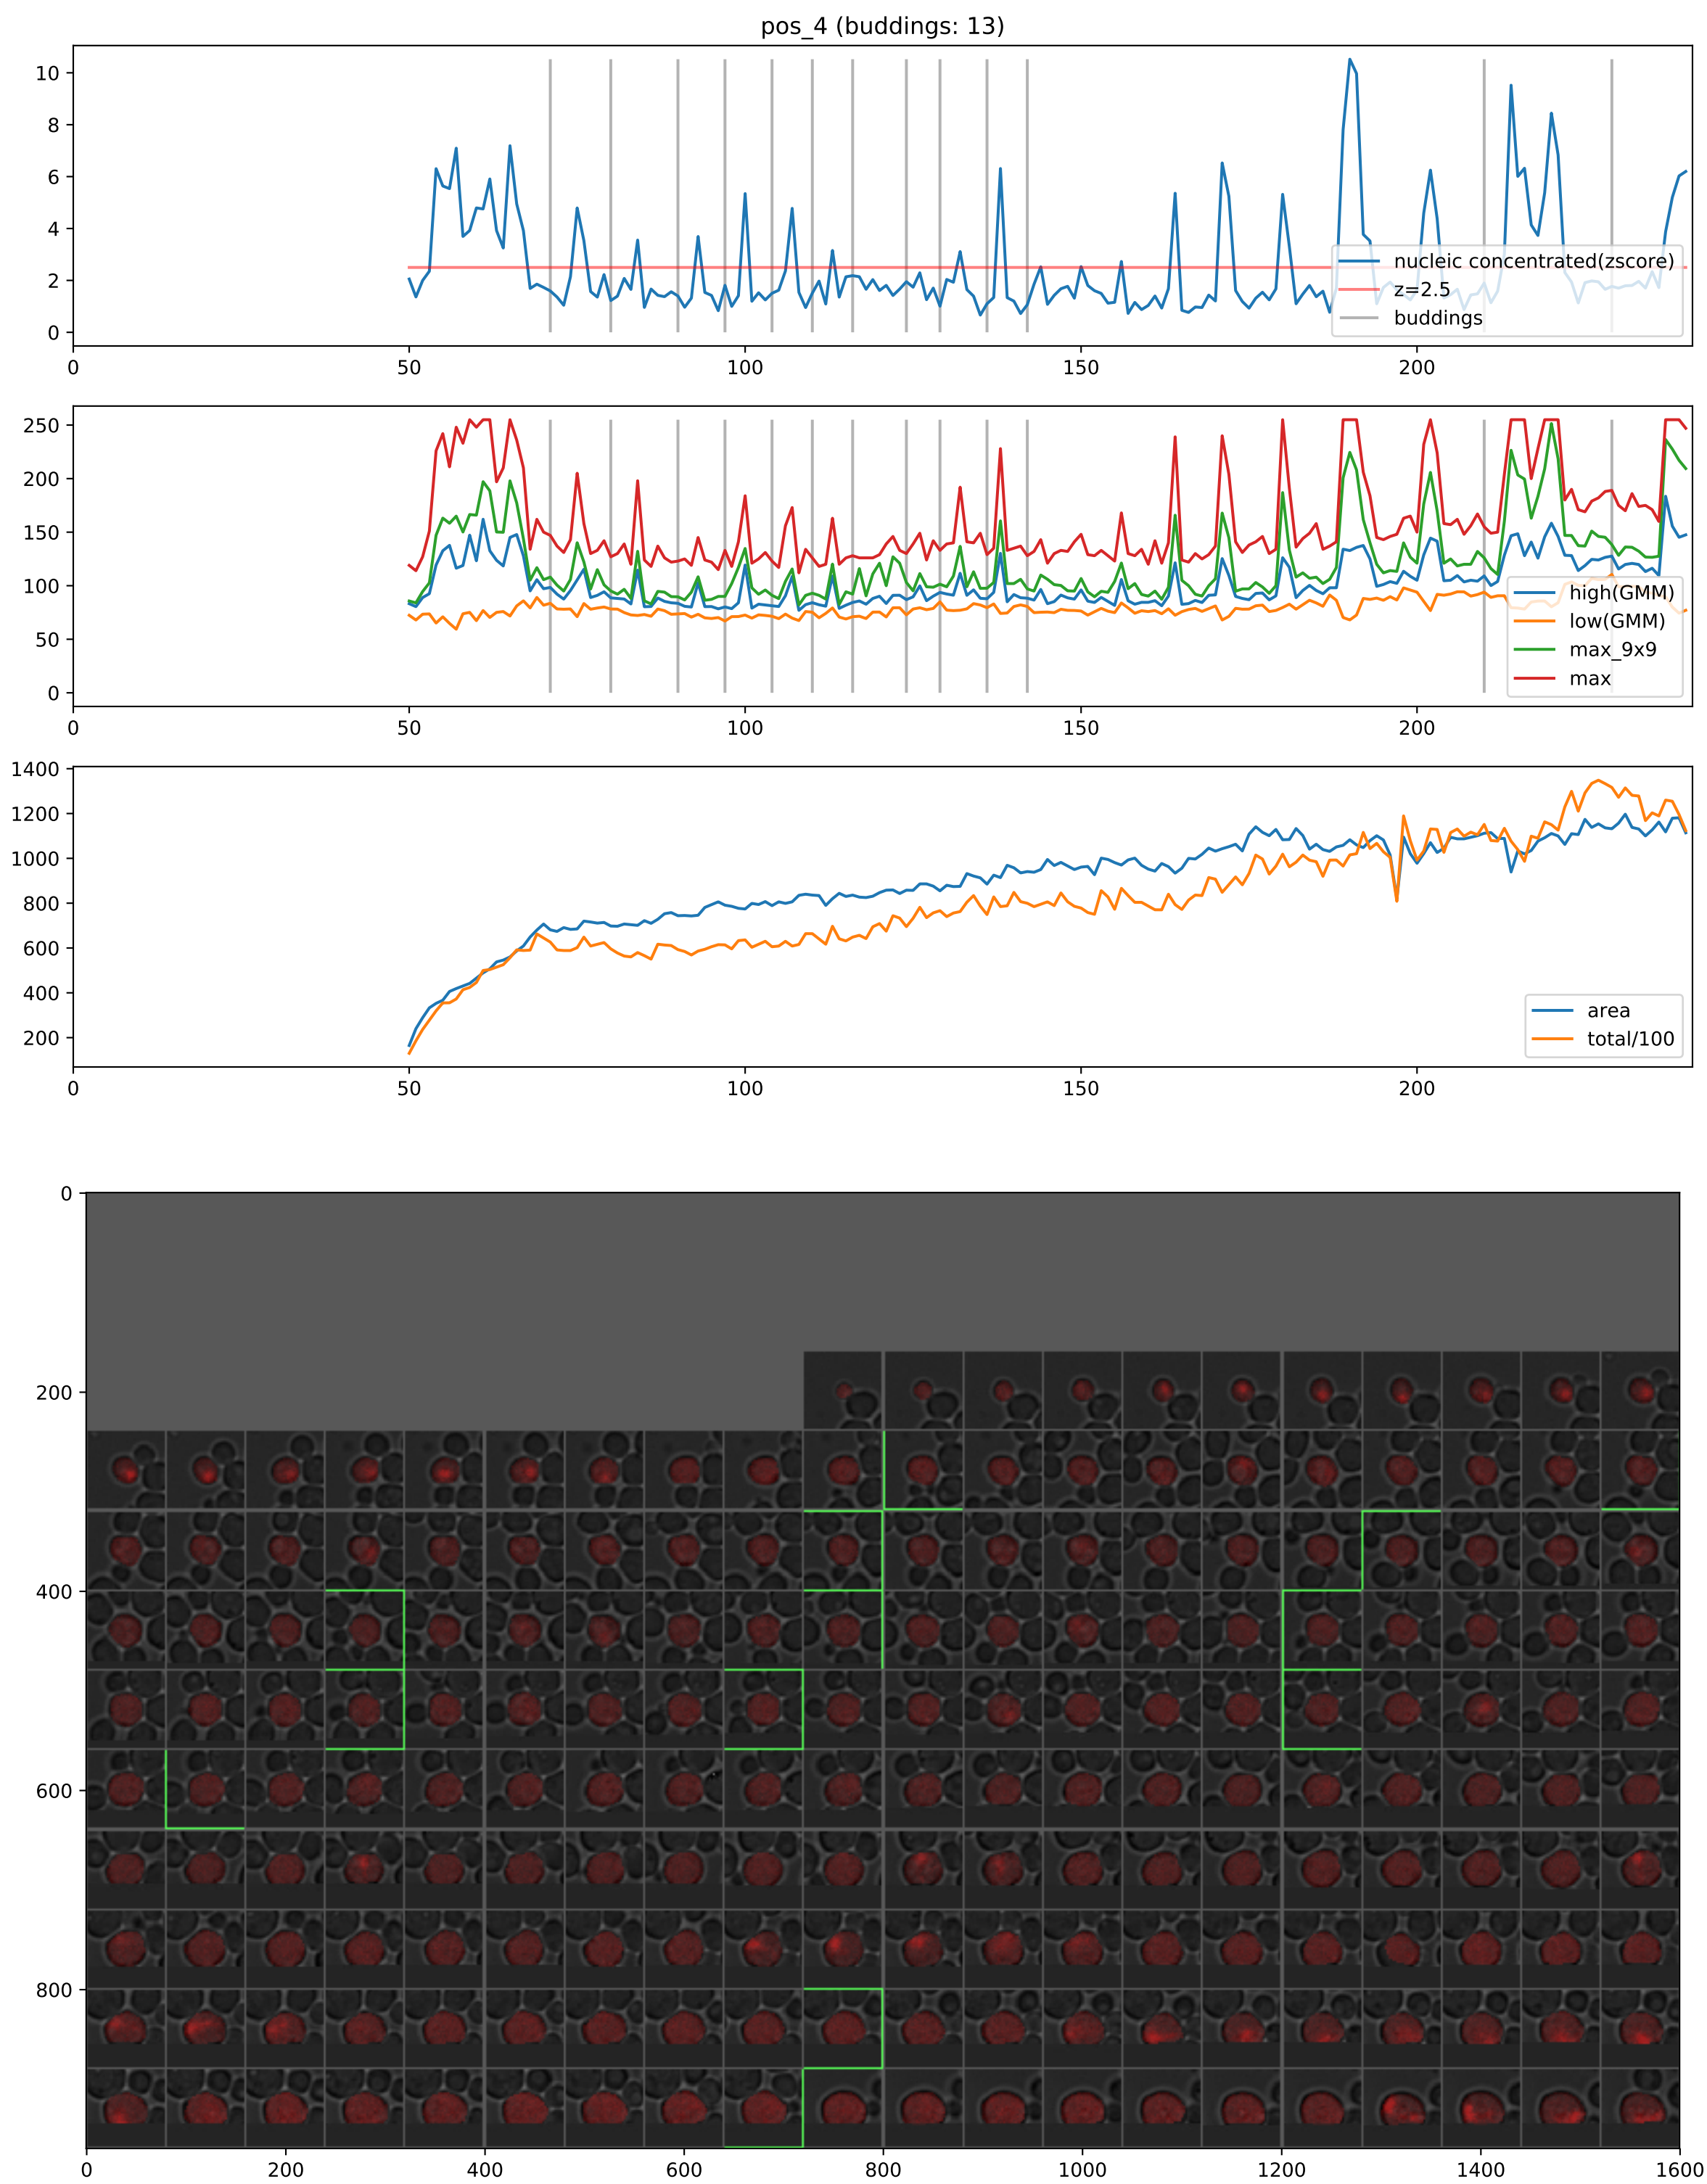 pos_4 (buddings: 13)
10
8
6
4
2
0
nucleic concentrated(zscore)
z=2.5
buddings
0 50 100 150 200
250
200
150
100
50
0
high(GMM)
low(GMM)
max_9x9
max
0 50 100 150 200
1400
1200
1000
800
600
400
200
area
total/100
0 50 100 150 200
0
200
400
600
800
0 200 400 600 800 1000 1200 1400 1600